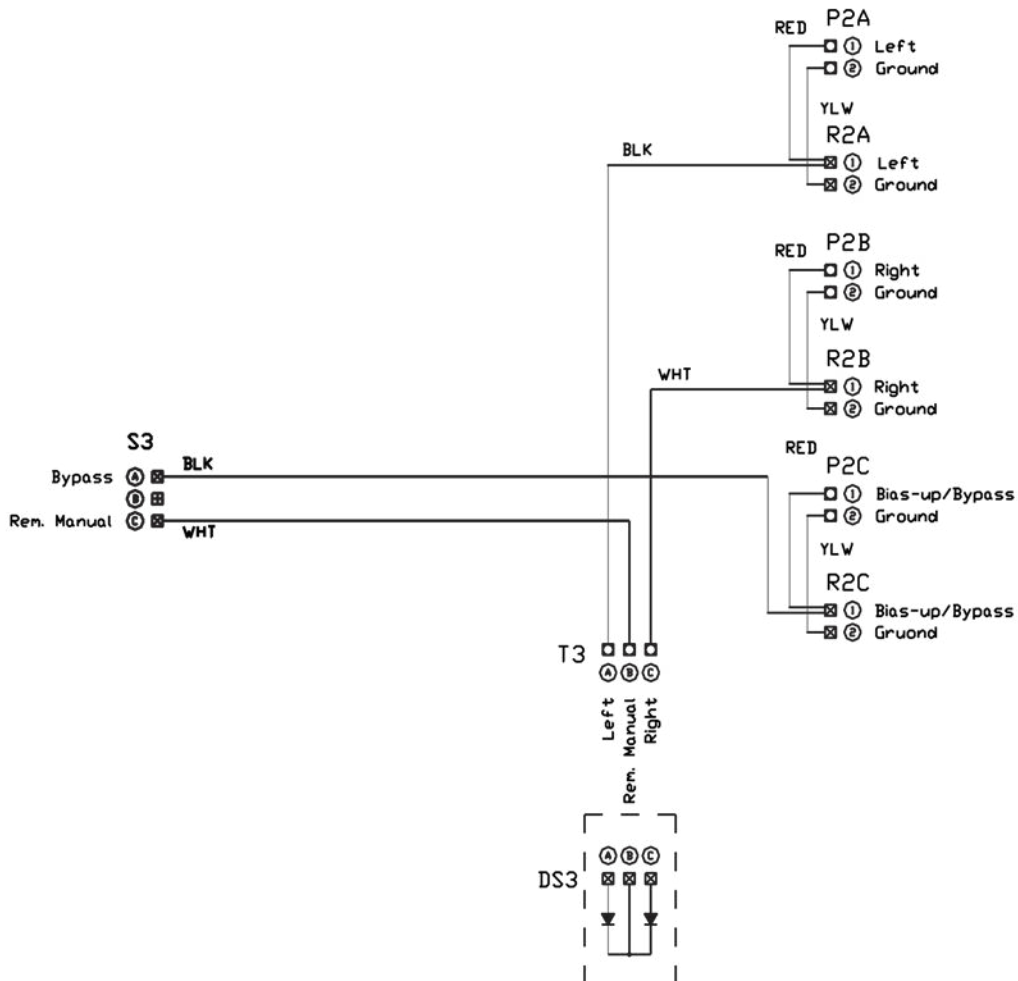 P2A
RED
1 Left
2 Ground
YLW
R2A
BLK
1 Left
2 Ground
P2B
RED
1 Right
2 Ground
YLW
R2B
WHT
1 Right
2 Ground
S3
Bypass A
BLK
B
Rem. Manual C
WHT
RED
P2C
1 Bias-up/Bypass
2 Ground
YLW
R2C
1 Bias-up/Bypass
2 Gruond
T3
A B C
Left
Rem. Manual
Right
A B C
DS3